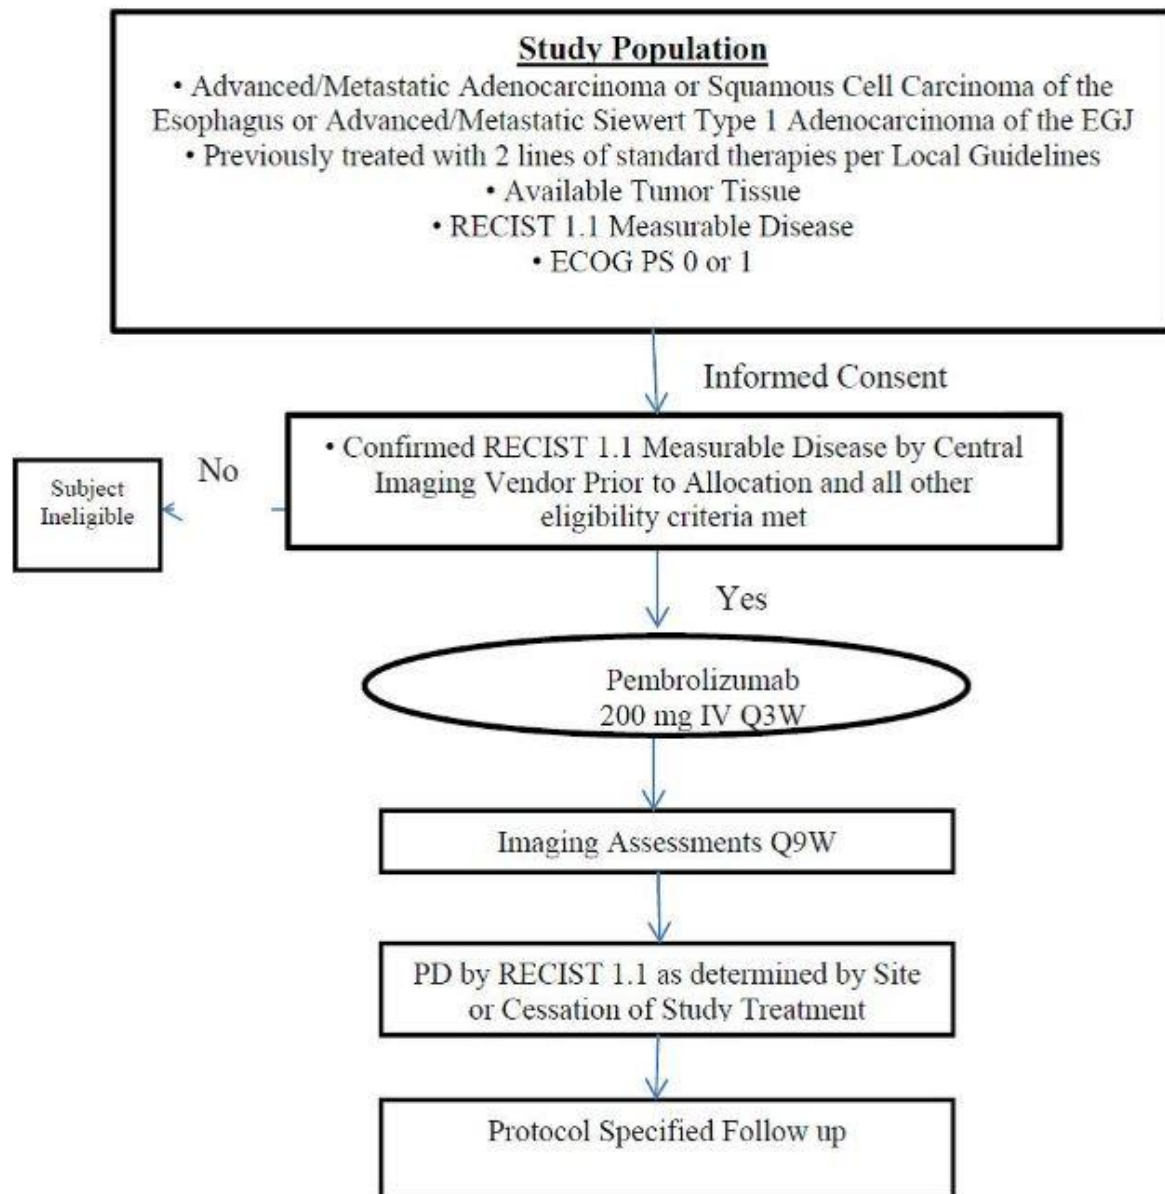 Study Population
• Advanced/Metastatic Adenocarcinoma or Squamous Cell Carcinoma of the
Esophagus or Advanced/Metastatic Siewert Type 1 Adenocarcinoma of the EGJ
• Previously treated with 2 lines of standard therapies per Local Guidelines
• Available Tumor Tissue
• RECIST 1.1 Measurable Disease
• ECOG PS 0 or 1
Informed Consent
• Confirmed RECIST 1.1 Measurable Disease by Central
Imaging Vendor Prior to Allocation and all other
eligibility criteria met
No
Subject
Ineligible
Yes
Pembrolizumab
200 mg IV Q3W
Imaging Assessments Q9W
PD by RECIST 1.1 as determined by Site
or Cessation of Study Treatment
Protocol Specified Follow up